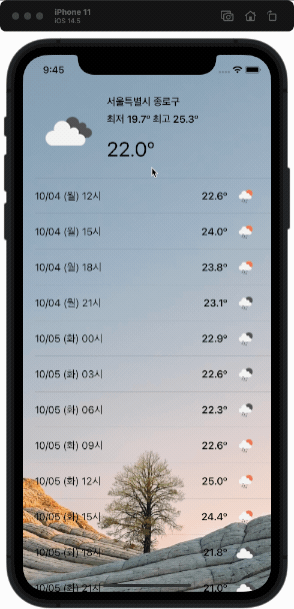 iPhone 11
iOS 14.5
9:45
서울특별시 종로구
최저 19.7° 최고 25.3°
22.0°
10/04 (월) 12시 22.6°
10/04 (월) 15시 24.0°
10/04 (월) 18시 23.8°
10/04 (월) 21시 23.1°
10/05 (화) 00시 22.9°
10/05 (화) 03시 22.6°
10/05 (화) 06시 22.3°
10/05 (화) 09시 22.6°
10/05 (화) 12시 25.0°
10/05 (화) 15시 24.4°
10/05 (화) 18시 21.8°
10/05 (화) 21시 21.0°